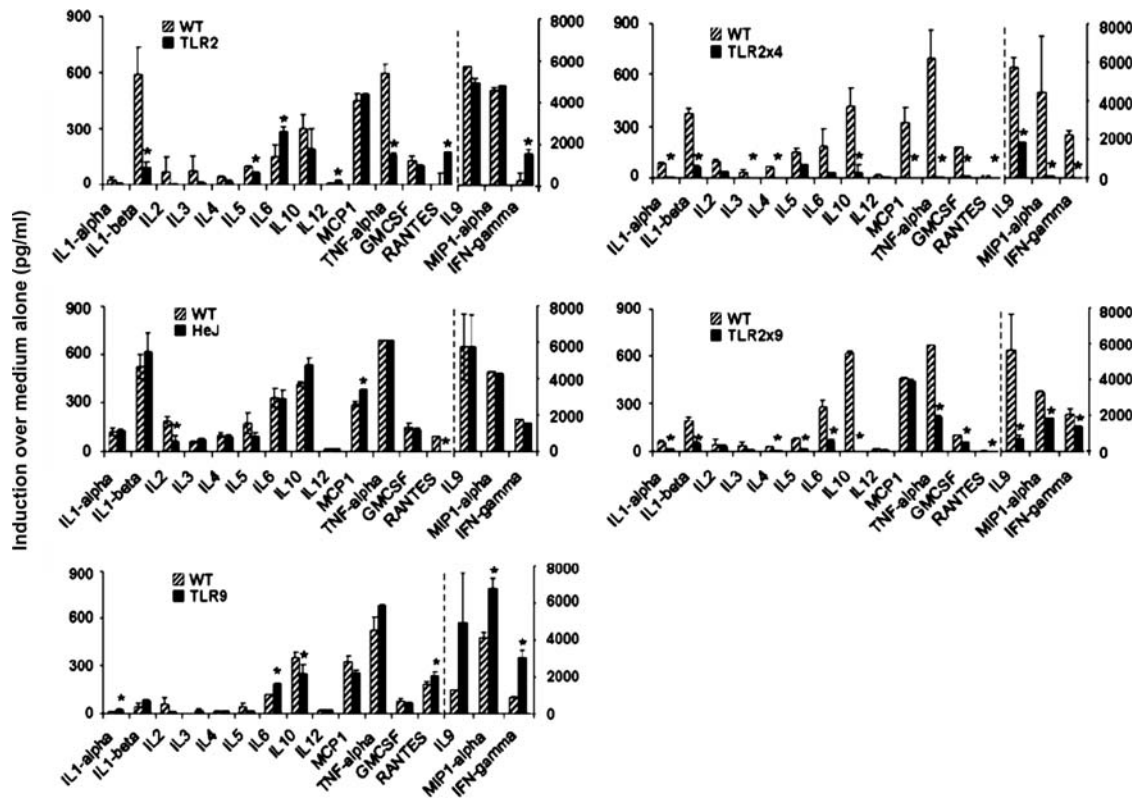 Induction over medium alone (pg/ml)
WT
TLR2
900
600
300
0
8000
6000
4000
2000
0
* * * * * * *
IL1-alpha IL1-beta IL2 IL3 IL4 IL5 IL6 IL10 IL12 MCP1 TNF-alpha GMCSF RANTES IL9 MIP1-alpha IFN-gamma
WT
TLR2x4
900
600
300
0
8000
6000
4000
2000
0
* * * * * * * * * * * *
IL1-alpha IL1-beta IL2 IL3 IL4 IL5 IL6 IL10 IL12 MCP1 TNF-alpha GMCSF RANTES IL9 MIP1-alpha IFN-gamma
WT
HeJ
900
600
300
0
8000
6000
4000
2000
0
* * *
IL1-alpha IL1-beta IL2 IL3 IL4 IL5 IL6 IL10 IL12 MCP1 TNF-alpha GMCSF RANTES IL9 MIP1-alpha IFN-gamma
WT
TLR2x9
900
600
300
0
8000
6000
4000
2000
0
* * * * * * * * * * * *
IL1-alpha IL1-beta IL2 IL3 IL4 IL5 IL6 IL10 IL12 MCP1 TNF-alpha GMCSF RANTES IL9 MIP1-alpha IFN-gamma
WT
TLR9
900
600
300
0
8000
6000
4000
2000
0
* * * * * *
IL1-alpha IL1-beta IL2 IL3 IL4 IL5 IL6 IL10 IL12 MCP1 TNF-alpha GMCSF RANTES IL9 MIP1-alpha IFN-gamma